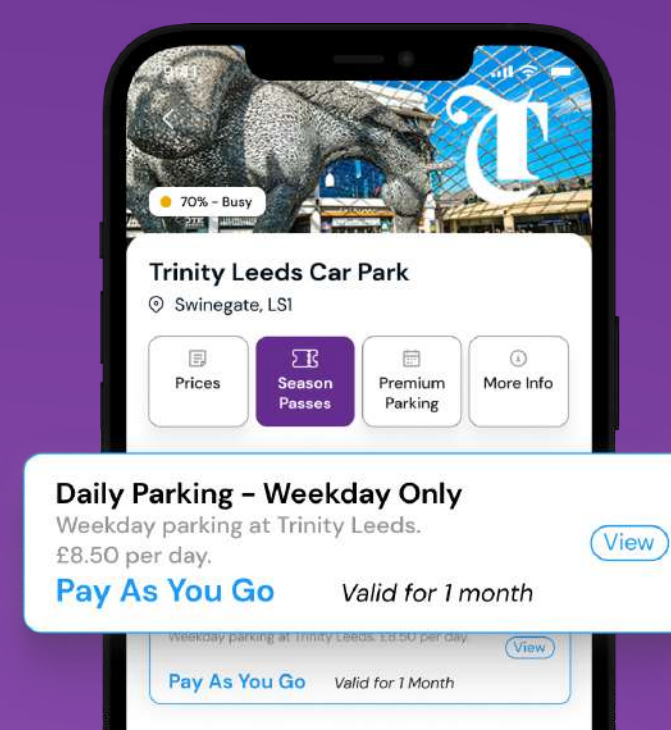 9:41
70% - Busy
Trinity Leeds Car Park
Swinegate, LS1
Prices
Season
Passes
Premium
Parking
More Info
Daily Parking - Weekday Only
Weekday parking at Trinity Leeds.
£8.50 per day.
View
Pay As You Go Valid for 1 month
Weekday parking at Trinity Leeds. £8.50 per day.
View
Pay As You Go Valid for 1 Month